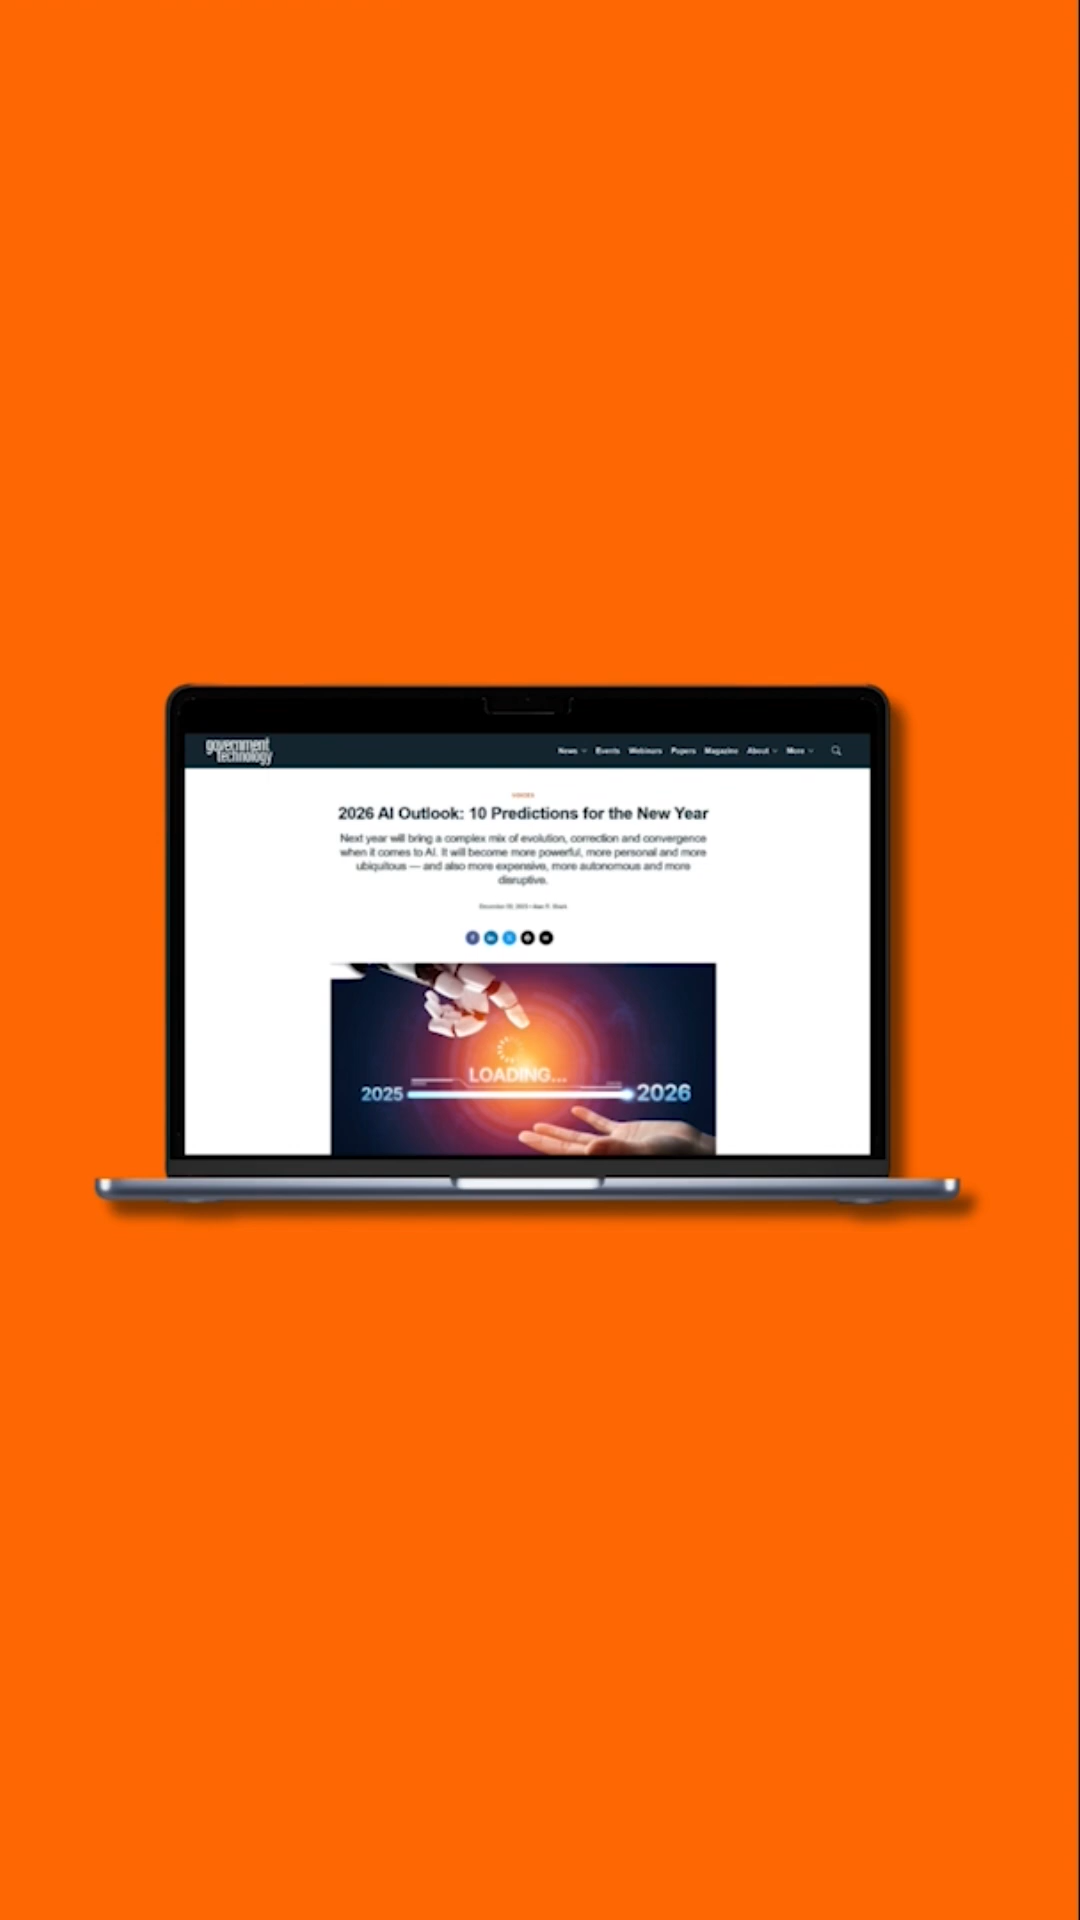 government
technology
News Events Webinars Papers Magazine About More
VOICES
2026 AI Outlook: 10 Predictions for the New Year
Next year will bring a complex mix of evolution, correction and convergence
when it comes to AI. It will become more powerful, more personal and more
ubiquitous — and also more expensive, more autonomous and more
disruptive.
LOADING...
2025
2026